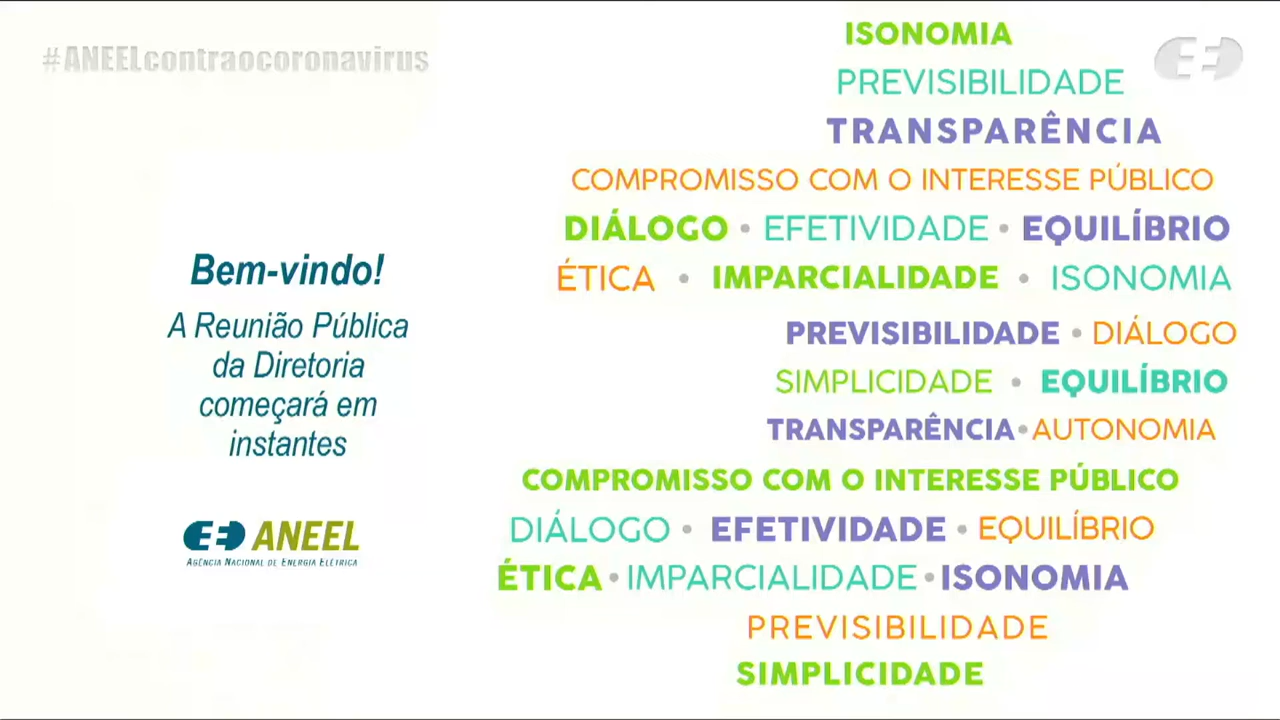 #ANEELcontraocoronavirus
Bem-vindo!
A Reunião Pública
da Diretoria
começará em
instantes
ANEEL
AGÊNCIA NACIONAL DE ENERGIA ELÉTRICA
ISONOMIA
PREVISIBILIDADE
TRANSPARÊNCIA
COMPROMISSO COM O INTERESSE PÚBLICO
DIÁLOGO • EFETIVIDADE • EQUILÍBRIO
ÉTICA • IMPARCIALIDADE • ISONOMIA
PREVISIBILIDADE • DIÁLOGO
SIMPLICIDADE • EQUILÍBRIO
TRANSPARÊNCIA • AUTONOMIA
COMPROMISSO COM O INTERESSE PÚBLICO
DIÁLOGO • EFETIVIDADE • EQUILÍBRIO
ÉTICA • IMPARCIALIDADE • ISONOMIA
PREVISIBILIDADE
SIMPLICIDADE